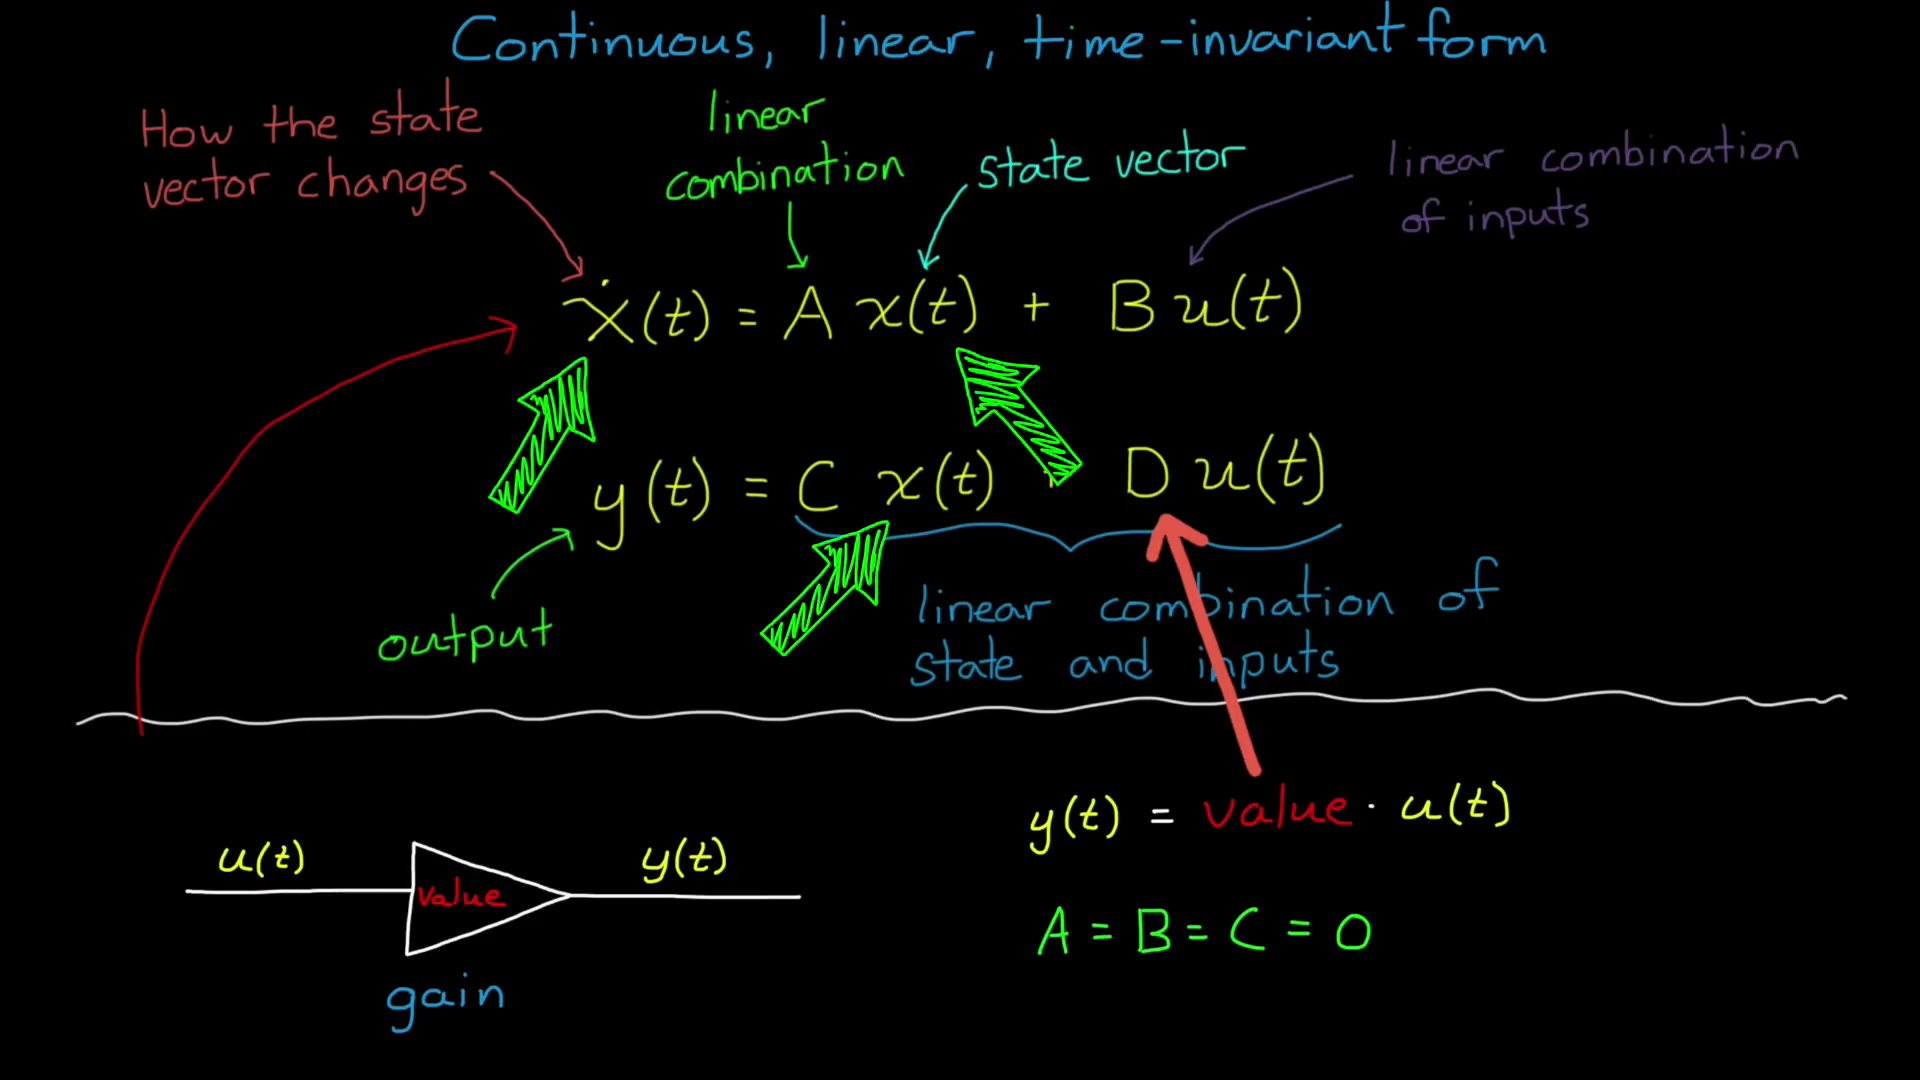 Continuous, linear, time-invariant form
How the state
vector changes
linear
combination
state vector
linear combination
of inputs
ẋ(t) = A x(t) + B u(t)
y(t) = C x(t) D u(t)
output
linear combination of
state and inputs
u(t)
value
y(t)
gain
y(t) = value · u(t)
A = B = C = 0